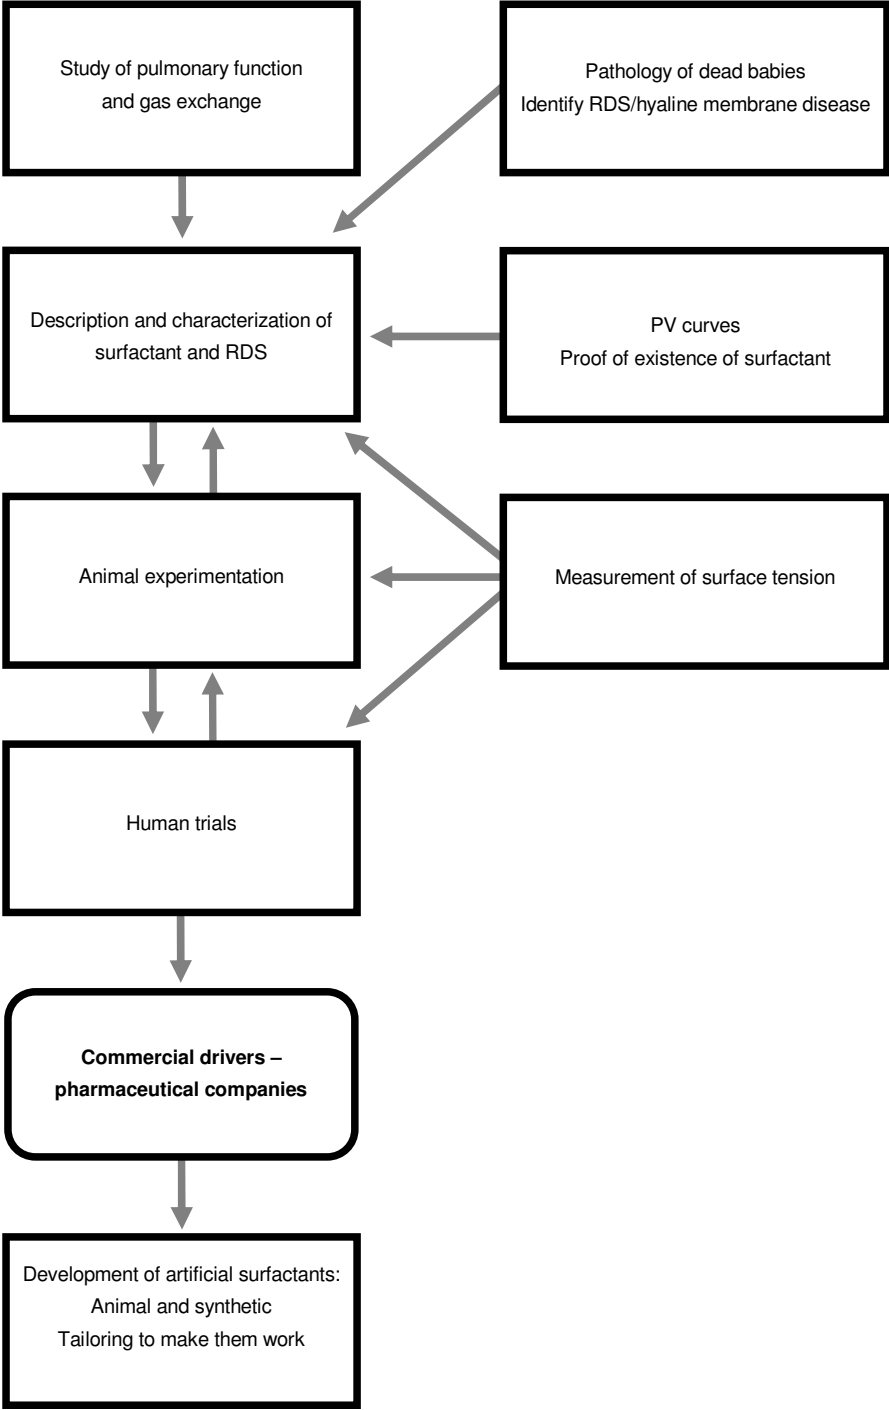 Study of pulmonary function
and gas exchange
Pathology of dead babies
Identify RDS/hyaline membrane disease
Description and characterization of
surfactant and RDS
PV curves
Proof of existence of surfactant
Animal experimentation
Measurement of surface tension
Human trials
Commercial drivers –
pharmaceutical companies
Development of artificial surfactants:
Animal and synthetic
Tailoring to make them work